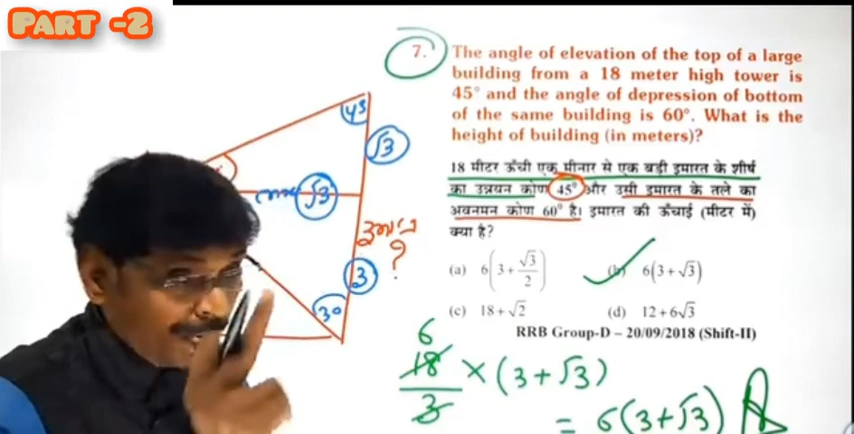 PART -2
7. The angle of elevation of the top of a large
building from a 18 meter high tower is
45° and the angle of depression of bottom
of the same building is 60°. What is the
height of building (in meters)?
18 मीटर ऊँची एक मीनार से एक बड़ी इमारत के शीर्ष
का उन्नयन कोण 45° और उसी इमारत के तले का
अवनमन कोण 60° है। इमारत की ऊँचाई (मीटर में)
क्या है?
(a) 6(3+√3/2) (b) 6(3+√3)
(c) 18+√2 (d) 12+6√3
RRB Group-D – 20/09/2018 (Shift-II)
45
√3
√3
?
3
30
6
18/3 × (3+√3)
= 6(3+√3)